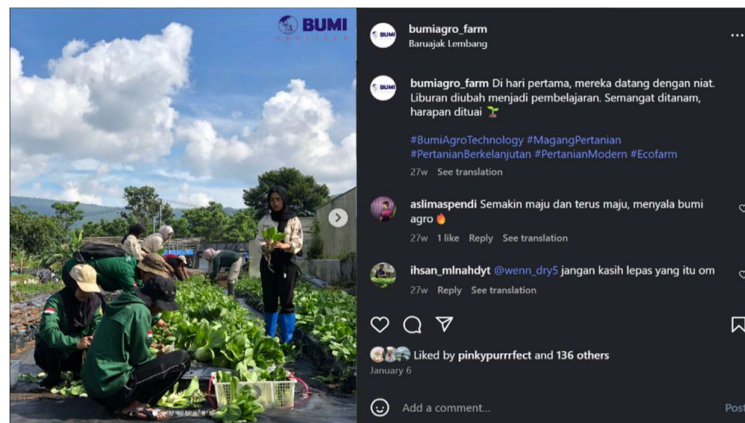 BUMI
BUMI
bumiagro_farm
Baruajak Lembang
BUMI
bumiagro_farm Di hari pertama, mereka datang dengan niat.
Liburan diubah menjadi pembelajaran. Semangat ditanam,
harapan dituai 🌱
#BumiAgroTechnology #MagangPertanian
#PertanianBerkelanjutan #PertanianModern #Ecofarm
27w See translation
aslimaspendi Semakin maju dan terus maju, menyala bumi
agro 🔥
27w 1 like Reply See translation
ihsan_mlnahdyt @wenn_dry5 jangan kasih lepas yang itu om
27w Reply See translation
Liked by pinkypurrrfect and 136 others
January 6
Add a comment...
Post